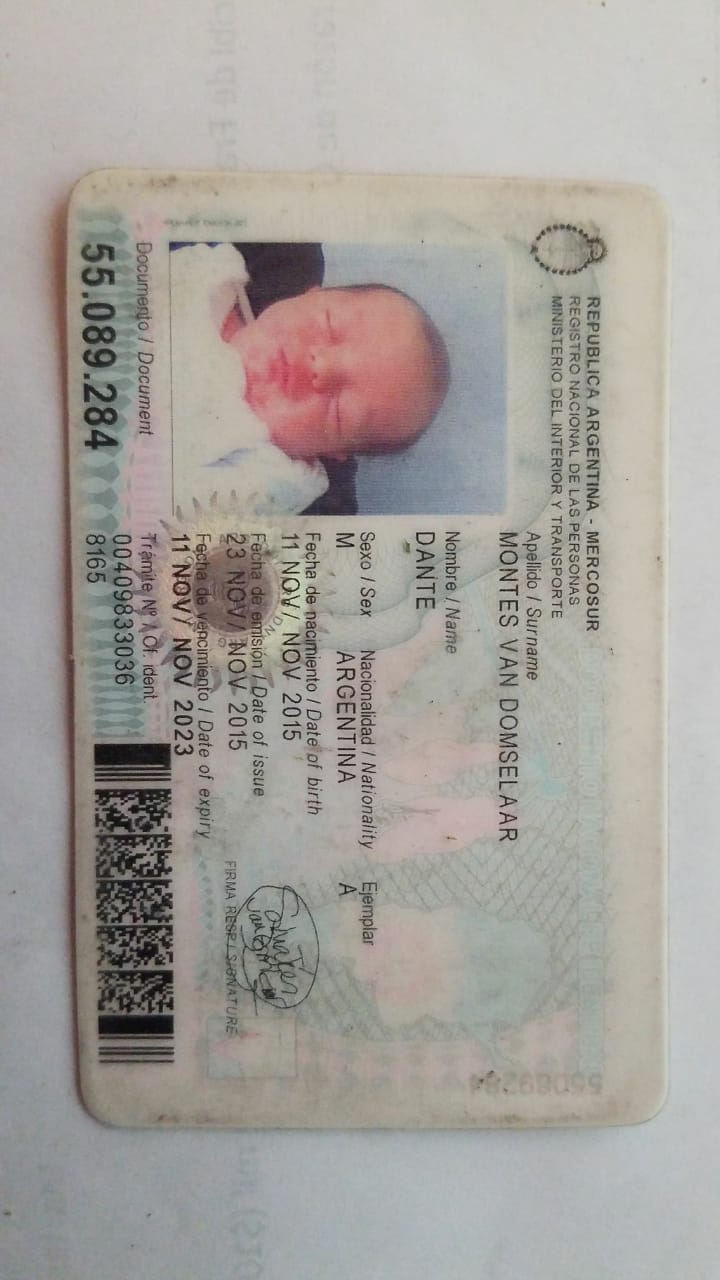 REPUBLICA ARGENTINA - MERCOSUR
REGISTRO NACIONAL DE LAS PERSONAS
MINISTERIO DEL INTERIOR Y TRANSPORTE
Apellido / Surname
MONTES VAN DOMSELAAR
Nombre / Name
DANTE
Sexo / Sex Nacionalidad / Nationality Ejemplar
M ARGENTINA A
Fecha de nacimiento / Date of birth
11 NOV/ NOV 2015
Fecha de emisión / Date of issue
23 NOV/ NOV 2015
Fecha de vencimiento / Date of expiry
11 NOV/ NOV 2023
FIRMA RESP / SIGNATURE
Documento / Document
55.089.284
Trámite Nº / Of. ident.
00409833036
8165
55089284